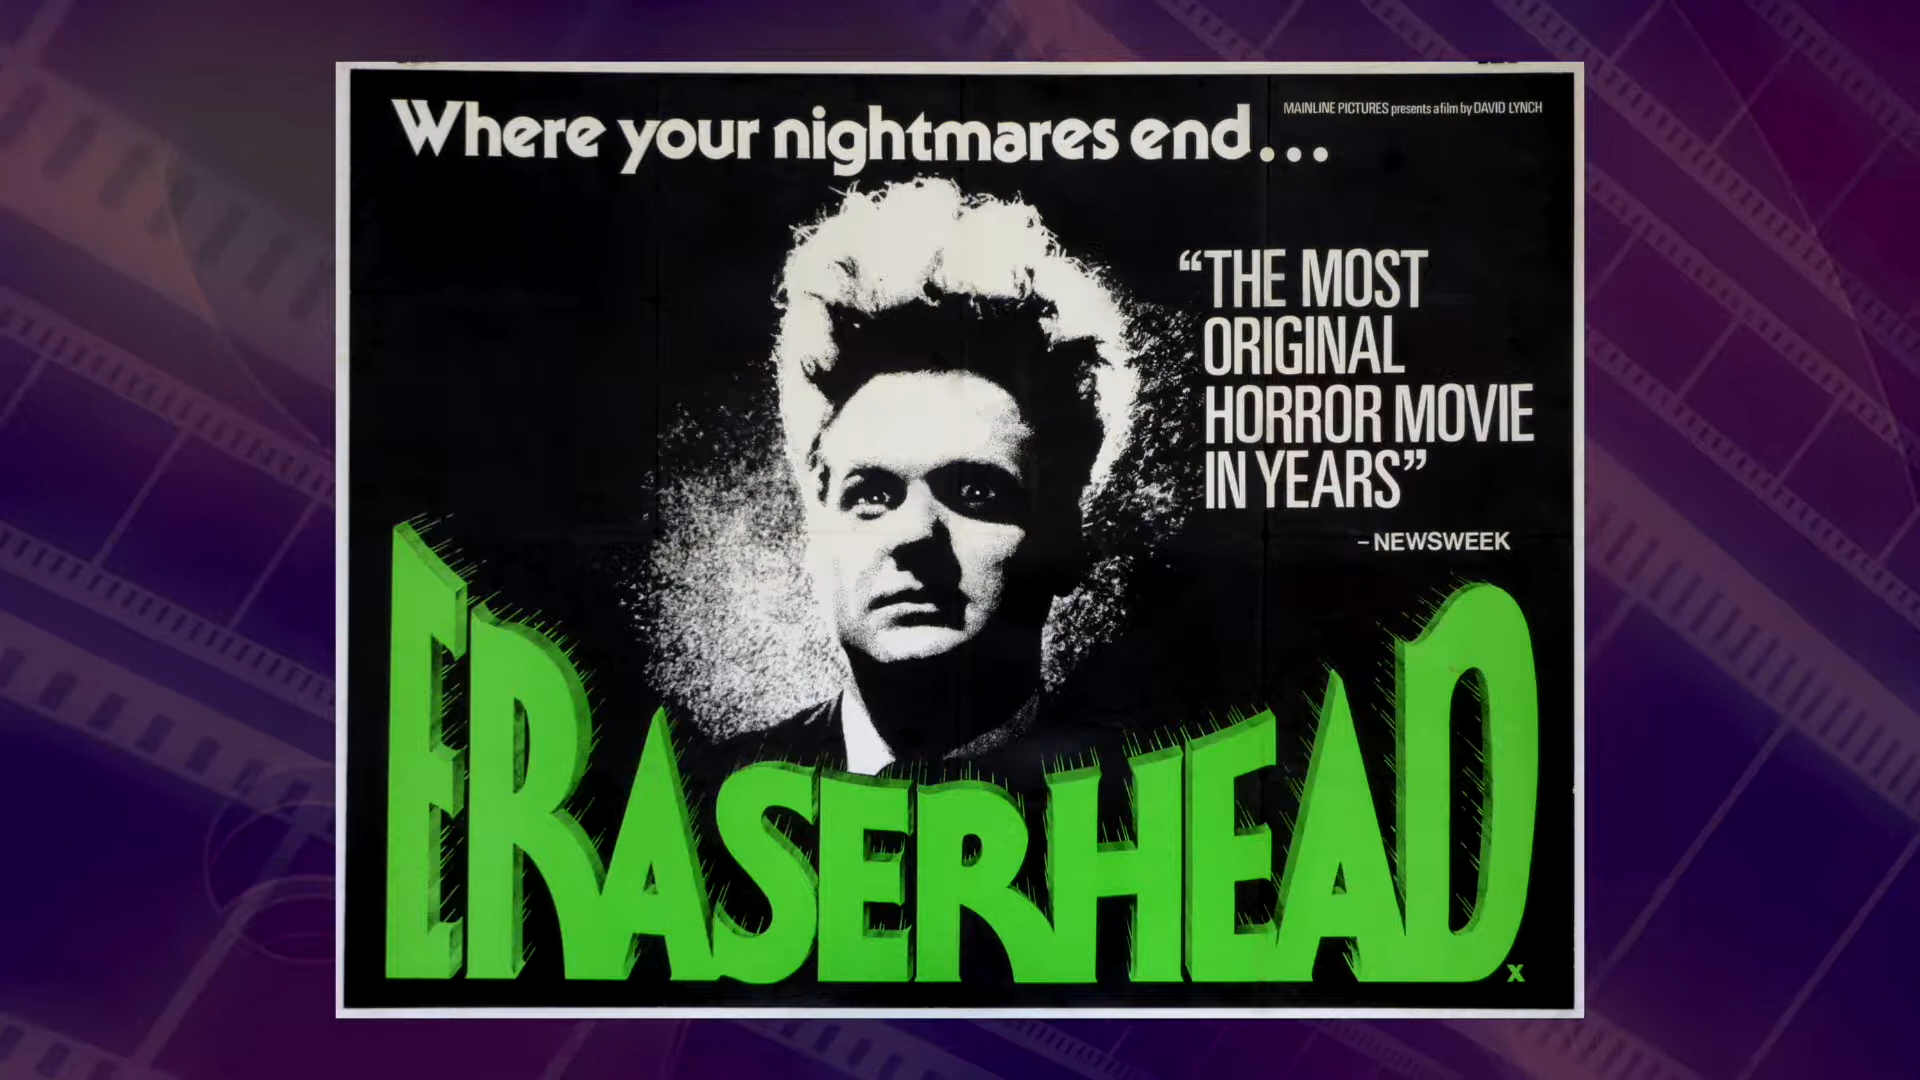 Where your nightmares end...
MAINLINE PICTURES presents a film by DAVID LYNCH
“THE MOST
ORIGINAL
HORROR MOVIE
IN YEARS”
– NEWSWEEK
ERASERHEAD
X